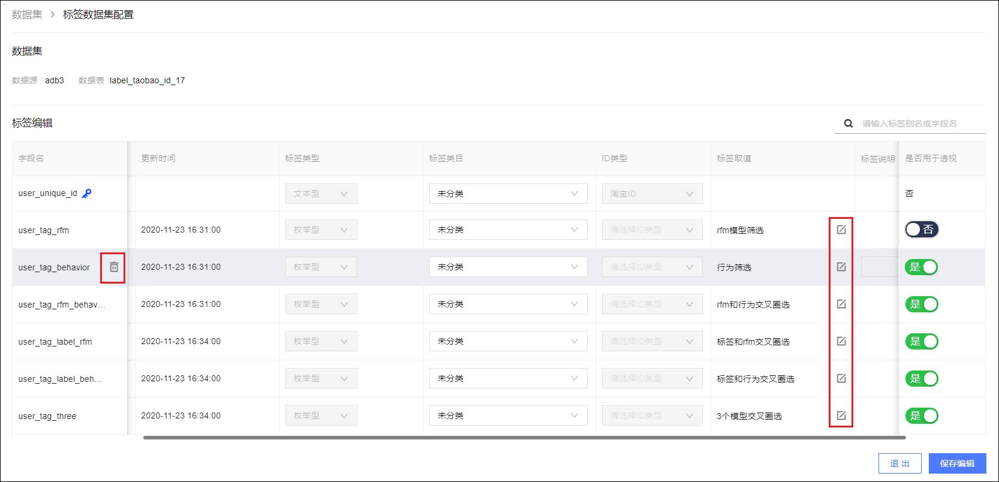 数据集 > 标签数据集配置
数据集
数据源 : adb3 数据表 :label_taobao_id_17
标签编辑
请输入标签别名或字段名
字段名 更新时间 标签类型 标签类目 ID类型 标签取值 标签说明 是否用于透视
user_unique_id 文本型 未分类 淘宝ID 否
user_tag_rfm 2020-11-23 16:31:00 枚举型 未分类 请选择ID类型 rfm模型筛选 否
user_tag_behavior 2020-11-23 16:31:00 枚举型 未分类 请选择ID类型 行为筛选 是
user_tag_rfm_behav... 2020-11-23 16:31:00 枚举型 未分类 请选择ID类型 rfm和行为交叉圈选 是
user_tag_label_rfm 2020-11-23 16:34:00 枚举型 未分类 请选择ID类型 标签和rfm交叉圈选 是
user_tag_label_beh... 2020-11-23 16:34:00 枚举型 未分类 请选择ID类型 标签和行为交叉圈选 是
user_tag_three 2020-11-23 16:34:00 枚举型 未分类 请选择ID类型 3个模型交叉圈选 是
退出 保存编辑